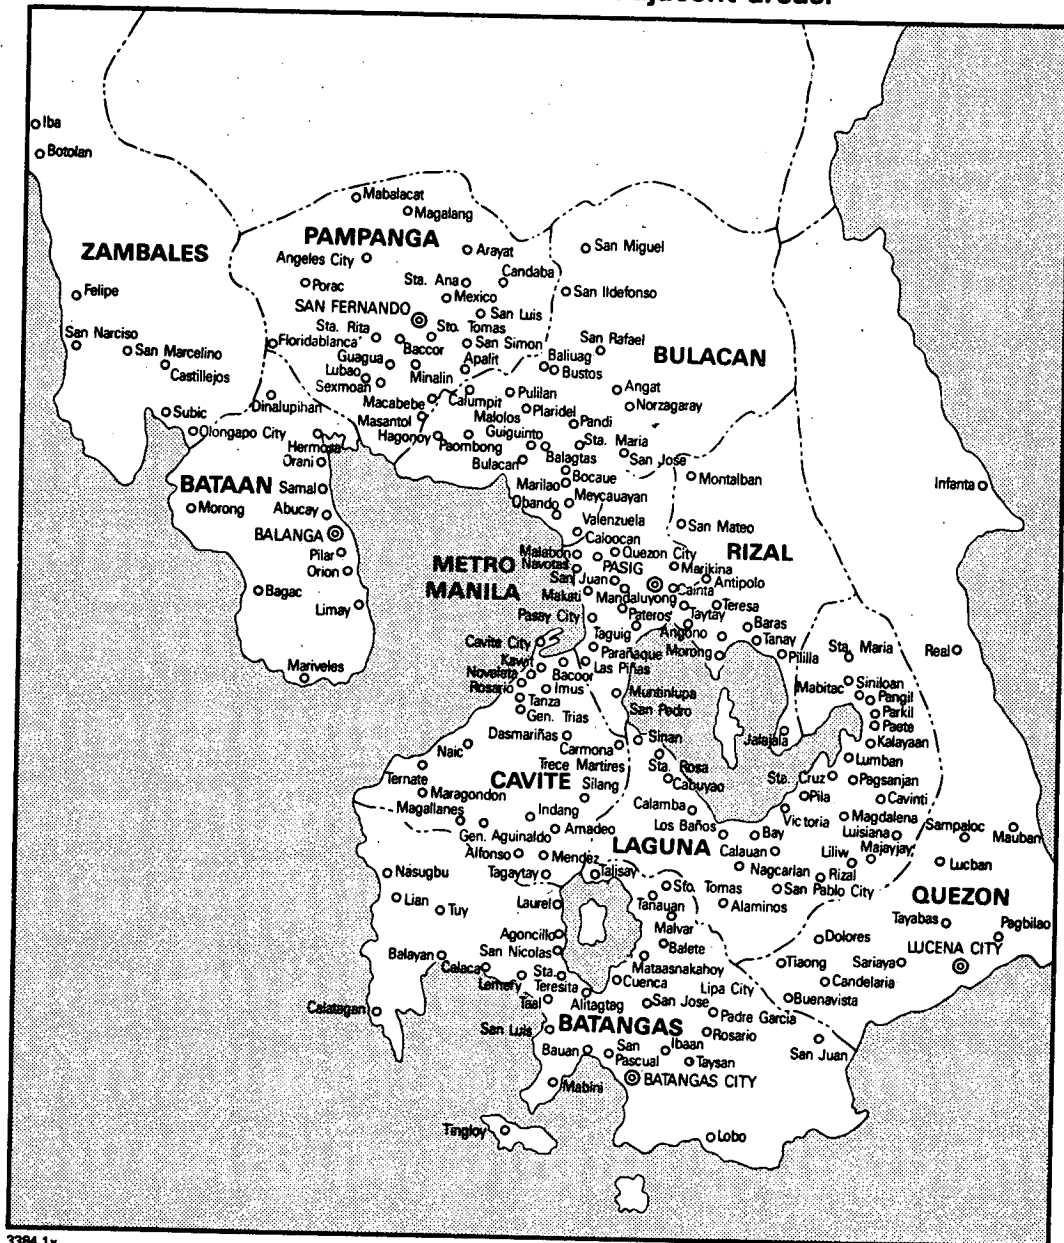 adjacent areas.
Iba
Botolan
Mabalacat
Magalang
ZAMBALES
PAMPANGA
Arayat
San Miguel
Angeles City
Candaba
Felipe
Porac
Sta. Ana
Mexico
San Ildefonso
SAN FERNANDO
San Luis
San Narciso
Sta. Rita
Sto. Tomas
San Rafael
San Marcelino
Floridablanca
Baccor
San Simon
BULACAN
Castillejos
Guagua
Apalit
Baliuag
Lubao
Minalin
Bustos
Sexmoan
Angat
Dinalupihan
Macabebe
Calumpit
Pulilan
Norzagaray
Subic
Masantol
Malolos
Plaridel
Pandi
Olongapo City
Hagonoy
Paombong
Guiguinto
Sta. Maria
Hermosa
Balagtas
San Jose
Orani
Bulacan
Bocaue
Montalban
BATAAN
Samal
Marilao
Meycauayan
Infanta
Morong
Abucay
Obando
Valenzuela
San Mateo
BALANGA
Caloocan
Pilar
METRO
MANILA
Malabon
Quezon City
RIZAL
Navotas
PASIG
Marikina
Orion
San Juan
Antipolo
Bagac
Makati
Mandaluyong
Cainta
Limay
Pateros
Taytay
Teresa
Pasay City
Taguig
Angono
Baras
Cavite City
Parañaque
Morong
Tanay
Sta. Maria
Real
Mariveles
Kawit
Bacoor
Las Piñas
Pililla
Noveleta
Imus
Mabitac
Siniloan
Rosario
Tanza
Muntinlupa
Pangil
Gen. Trias
San Pedro
Parkil
Paete
Dasmariñas
Sinan
Jalajala
Kalayaan
Naic
Carmona
Lumban
Trece Martires
Sta. Rosa
Ternate
CAVITE
Silang
Cabuyao
Sta. Cruz
Pagsanjan
Maragondon
Pila
Cavinti
Magallanes
Indang
Calamba
Victoria
Magdalena
Gen. Aguinaldo
Amadeo
Los Baños
Bay
Luisiana
Sampaloc
Mauban
Alfonso
Mendez
LAGUNA
Calauan
Liliw
Majayjay
Lucban
Nasugbu
Tagaytay
Talisay
Nagcarlan
Rizal
Sto. Tomas
San Pablo City
QUEZON
Lian
Laurel
Tanauan
Alaminos
Tuy
Malvar
Tayabas
Pagbilao
Agoncillo
Balete
Dolores
LUCENA CITY
Balayan
San Nicolas
Mataasnakahoy
Tiaong
Sariaya
Calaca
Lemery
Sta.
Teresita
Cuenca
Lipa City
Candelaria
Taal
Alitagtag
San Jose
Buenavista
Calatagan
Padre Garcia
San Luis
BATANGAS
Rosario
San Juan
Bauan
San
Pascual
Ibaan
Taysan
BATANGAS CITY
Mabini
Tingloy
Lobo